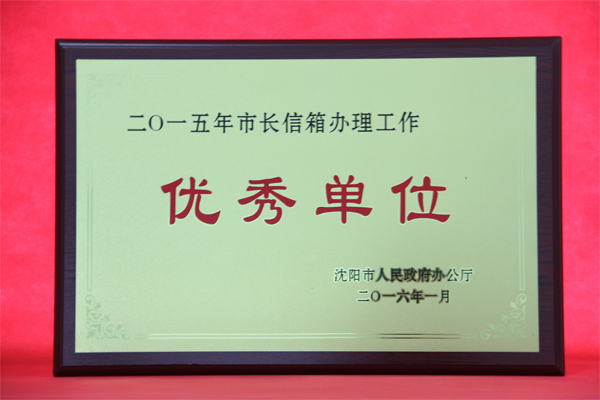 二〇一五年市长信箱办理工作
优秀单位
沈阳市人民政府办公厅
二〇一六年一月